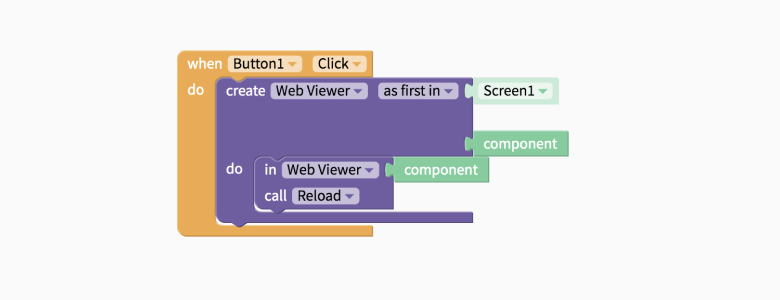 when Button1 Click
do create Web Viewer as first in Screen1
component
do in Web Viewer component
call Reload